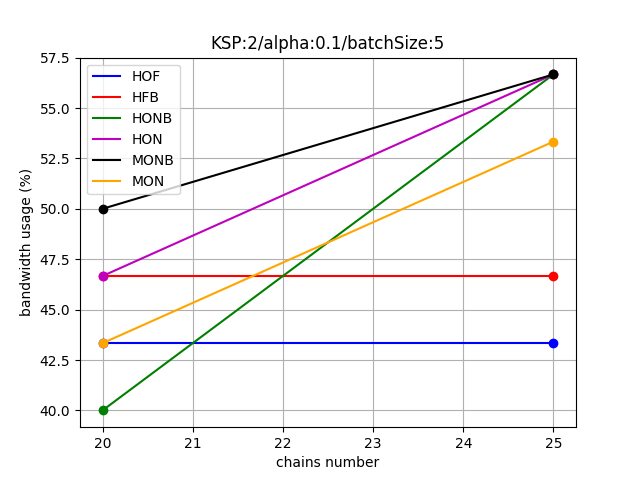 KSP:2/alpha:0.1/batchSize:5
57.5
55.0
52.5
50.0
47.5
45.0
42.5
40.0
bandwidth usage (%)
HOF
HFB
HONB
HON
MONB
MON
20 21 22 23 24 25
chains number